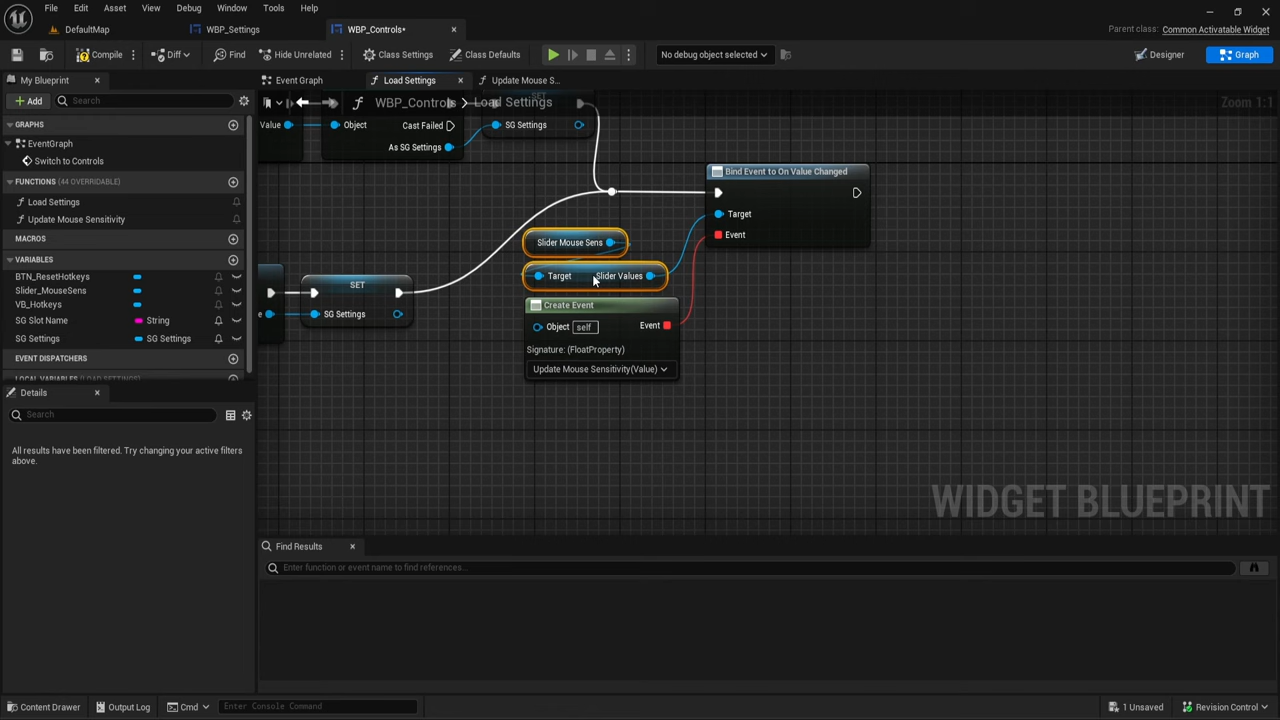 File Edit Asset View Debug Window Tools Help
DefaultMap
WBP_Settings
WBP_Controls•
Parent class: Common Activatable Widget
Compile
Diff
Find
Hide Unrelated
Class Settings
Class Defaults
No debug object selected
Designer
Graph
My Blueprint
Event Graph
Load Settings
Update Mouse S...
Add
Search
WBP_Controls > Load Settings
Zoom 1:1
GRAPHS
EventGraph
Switch to Controls
FUNCTIONS (44 OVERRIDABLE)
Load Settings
Update Mouse Sensitivity
MACROS
VARIABLES
BTN_ResetHotkeys
Slider_MouseSens
VB_Hotkeys
SG Slot Name String
SG Settings SG Settings
EVENT DISPATCHERS
LOCAL VARIABLES (LOAD SETTINGS)
Details
Search
All results have been filtered. Try changing your active filters
above.
Value
Object
Cast Failed
As SG Settings
SET
SG Settings
SET
SG Settings
Slider Mouse Sens
Target Slider Values
Create Event
Object self
Event
Signature: (FloatProperty)
Update Mouse Sensitivity(Value)
Bind Event to On Value Changed
Target
Event
WIDGET BLUEPRINT
Find Results
Enter function or event name to find references...
Content Drawer
Output Log
Cmd
Enter Console Command
1 Unsaved
Revision Control